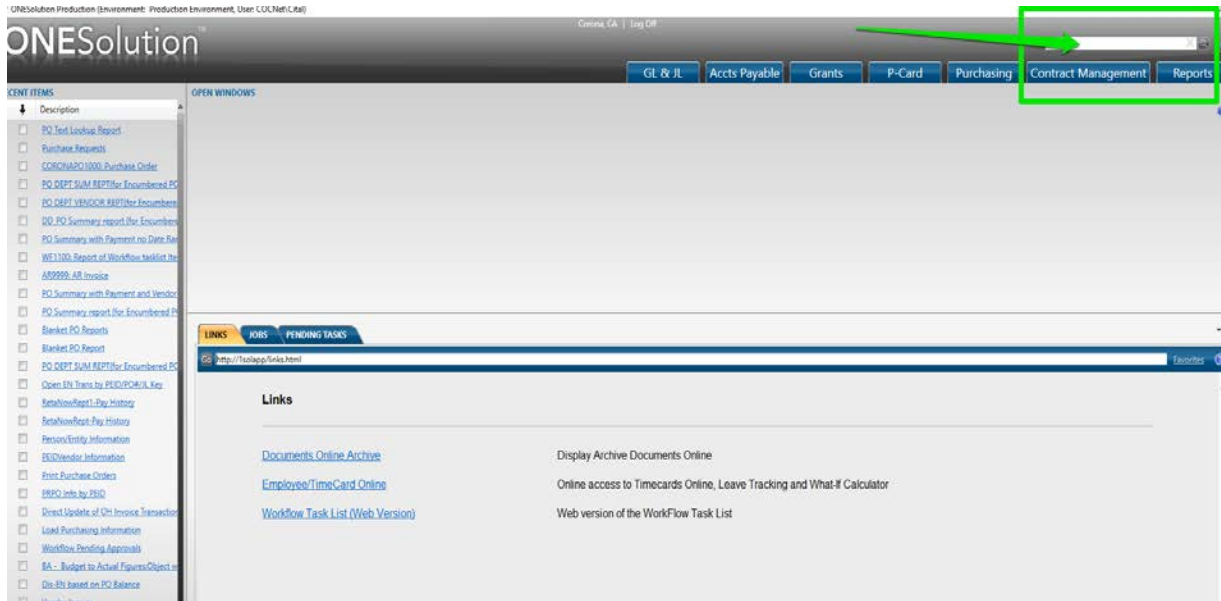 ONESolution Production (Environment: Production Environment, User: COCNet\Cital)
ONESolution
Corona, CA | Log Off
GL & JL Accts Payable Grants P-Card Purchasing Contract Management Reports
CENT ITEMS
OPEN WINDOWS
Description
PO Text Lookup Report
Purchase Requests
CORONAPO1000: Purchase Order
PO DEPT SUM REPT(for Encumbered PO
PO DEPT VENDOR REPT(for Encumbere
DD_PO Summary report (for Encumbere
PO Summary with Payment no Date Ran
WF1100: Report of Workflow tasklist Ite
AR9999: AR Invoice
PO Summary with Payment and Vendor
PO Summary report (for Encumbered P
Blanket PO Reports
Blanket PO Report
PO DEPT SUM REPT(for Encumbered PO
Open EN Trans by PEID/PO#/JL Key
RetaNowRept1-Pay History
RetaNowRept-Pay History
Person/Entity Information
PEIDVendor Information
Print Purchase Orders
PRPO Info by PEID
Direct Update of OH Invoice Transaction
Load Purchasing Information
Workflow Pending Approvals
BA - Budget to Actual Figures:Object w
Dis-EN based on PO Balance
LINKS JOBS PENDING TASKS
GO http://1solapp/links.html Favorites
Links
Documents Online Archive Display Archive Documents Online
Employee/TimeCard Online Online access to Timecards Online, Leave Tracking and What-If Calculator
Workflow Task List (Web Version) Web version of the WorkFlow Task List